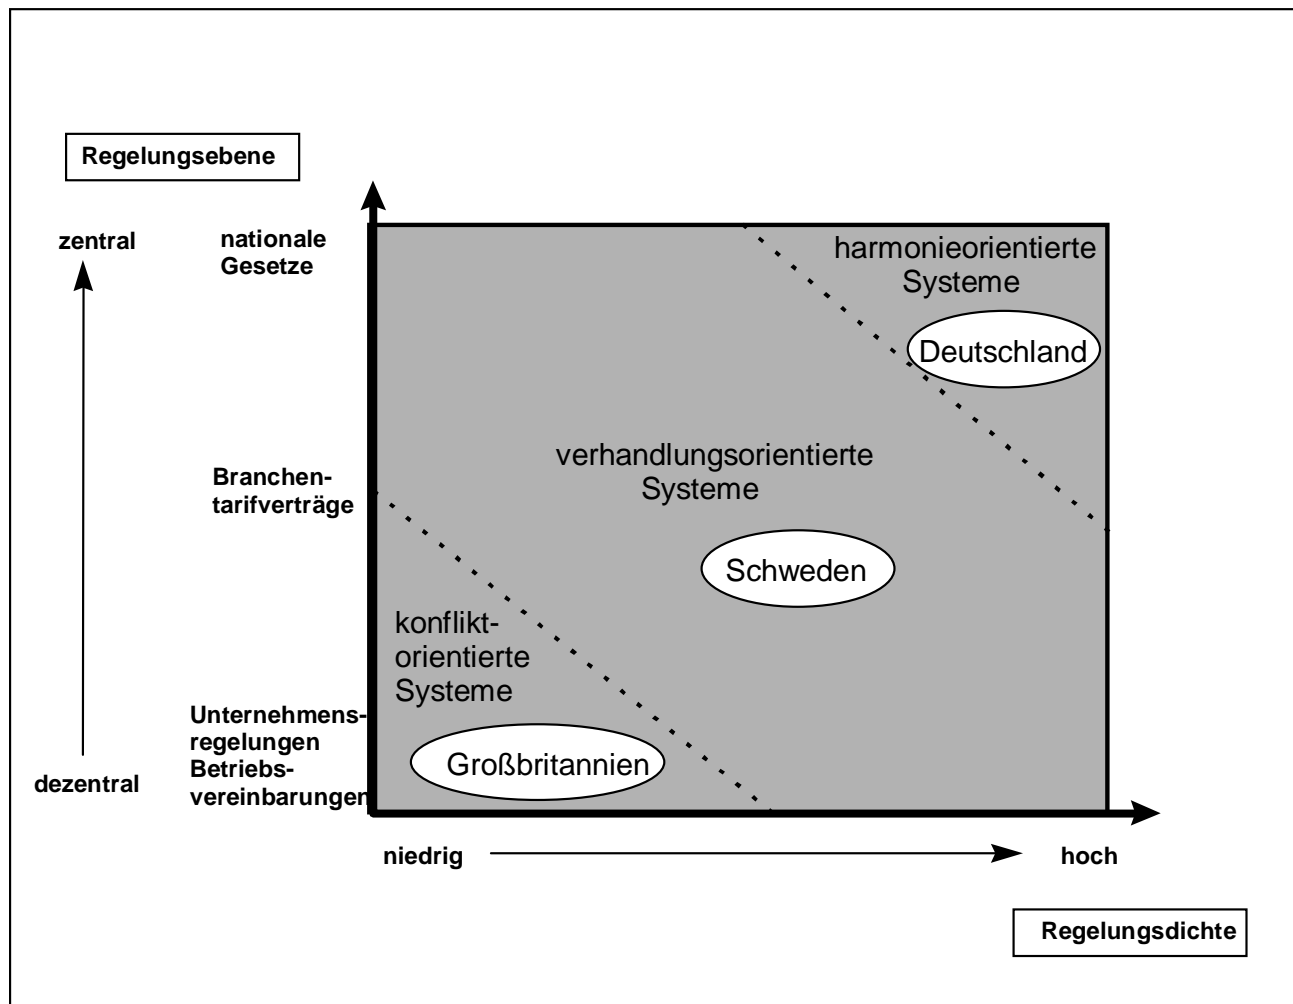 Regelungsebene
zentral
nationale
Gesetze
harmonieorientierte
Systeme
Deutschland
verhandlungsorientierte
Systeme
Branchen-
tarifverträge
Schweden
konflikt-
orientierte
Systeme
Unternehmens-
regelungen
Betriebs-
vereinbarungen
dezentral
Großbritannien
niedrig
hoch
Regelungsdichte